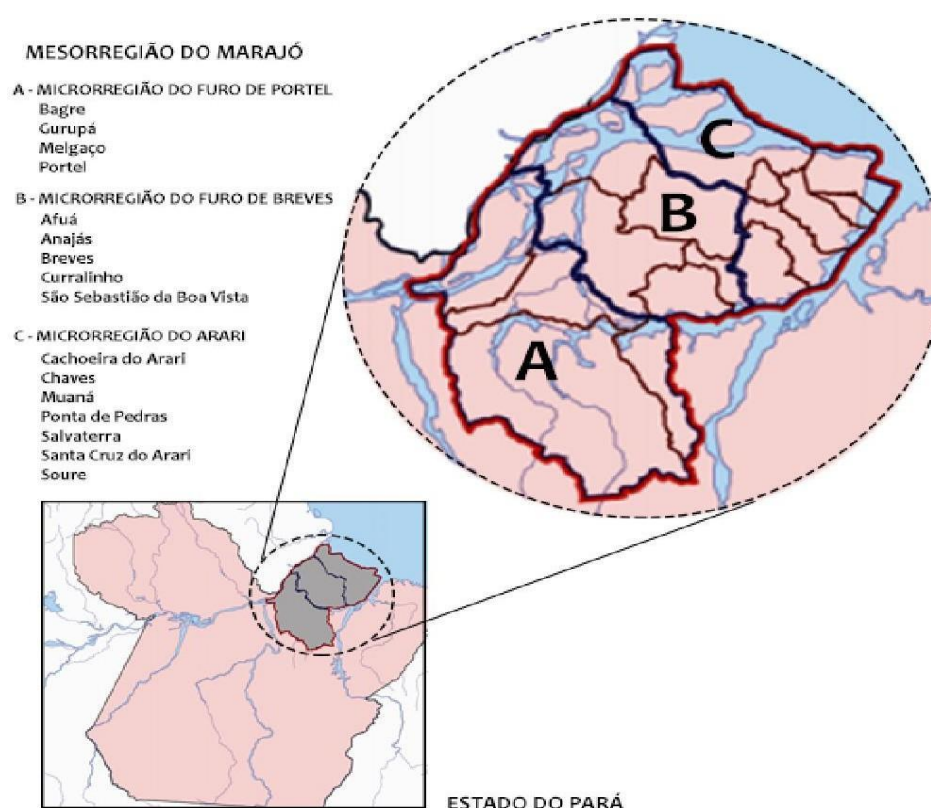 MESORREGIÃO DO MARAJÓ
A - MICRORREGIÃO DO FURO DE PORTEL
Bagre
Gurupá
Melgaço
Portel
B - MICRORREGIÃO DO FURO DE BREVES
Afuá
Anajás
Breves
Curralinho
São Sebastião da Boa Vista
C - MICRORREGIÃO DO ARARI
Cachoeira do Arari
Chaves
Muaná
Ponta de Pedras
Salvaterra
Santa Cruz do Arari
Soure
C
B
A
ESTADO DO PARÁ